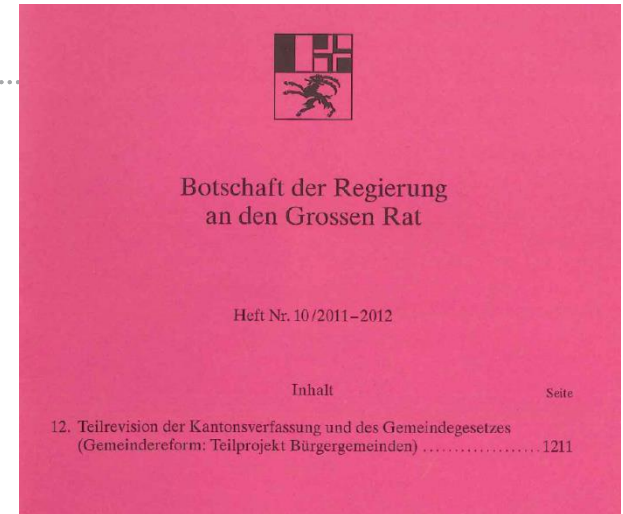 Botschaft der Regierung
an den Grossen Rat
Heft Nr. 10/2011–2012
Inhalt Seite
12. Teilrevision der Kantonsverfassung und des Gemeindegesetzes
(Gemeindereform: Teilprojekt Bürgergemeinden) ................... 1211